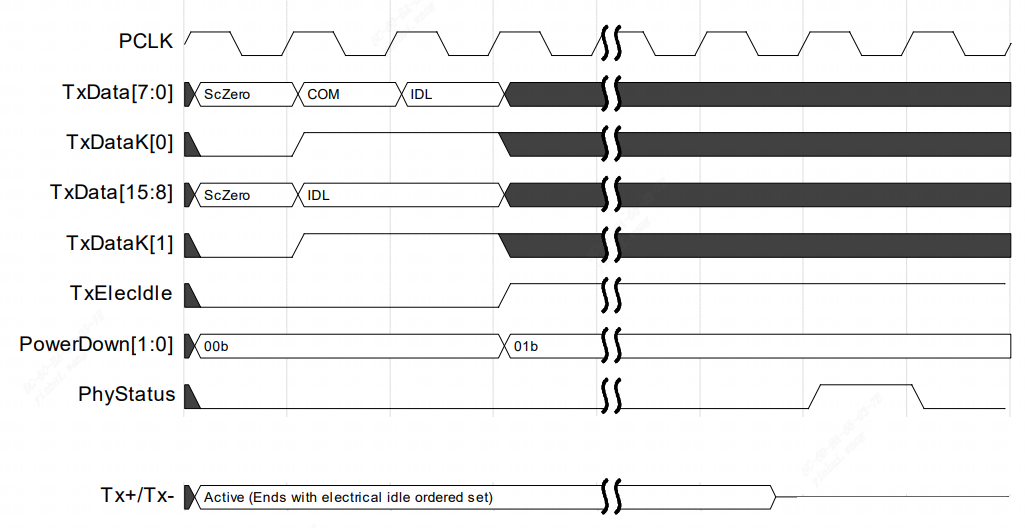 PCLK
TxData[7:0] ScZero COM IDL
TxDataK[0]
TxData[15:8] ScZero IDL
TxDataK[1]
TxElecIdle
PowerDown[1:0] 00b 01b
PhyStatus
Tx+/Tx- Active (Ends with electrical idle ordered set)